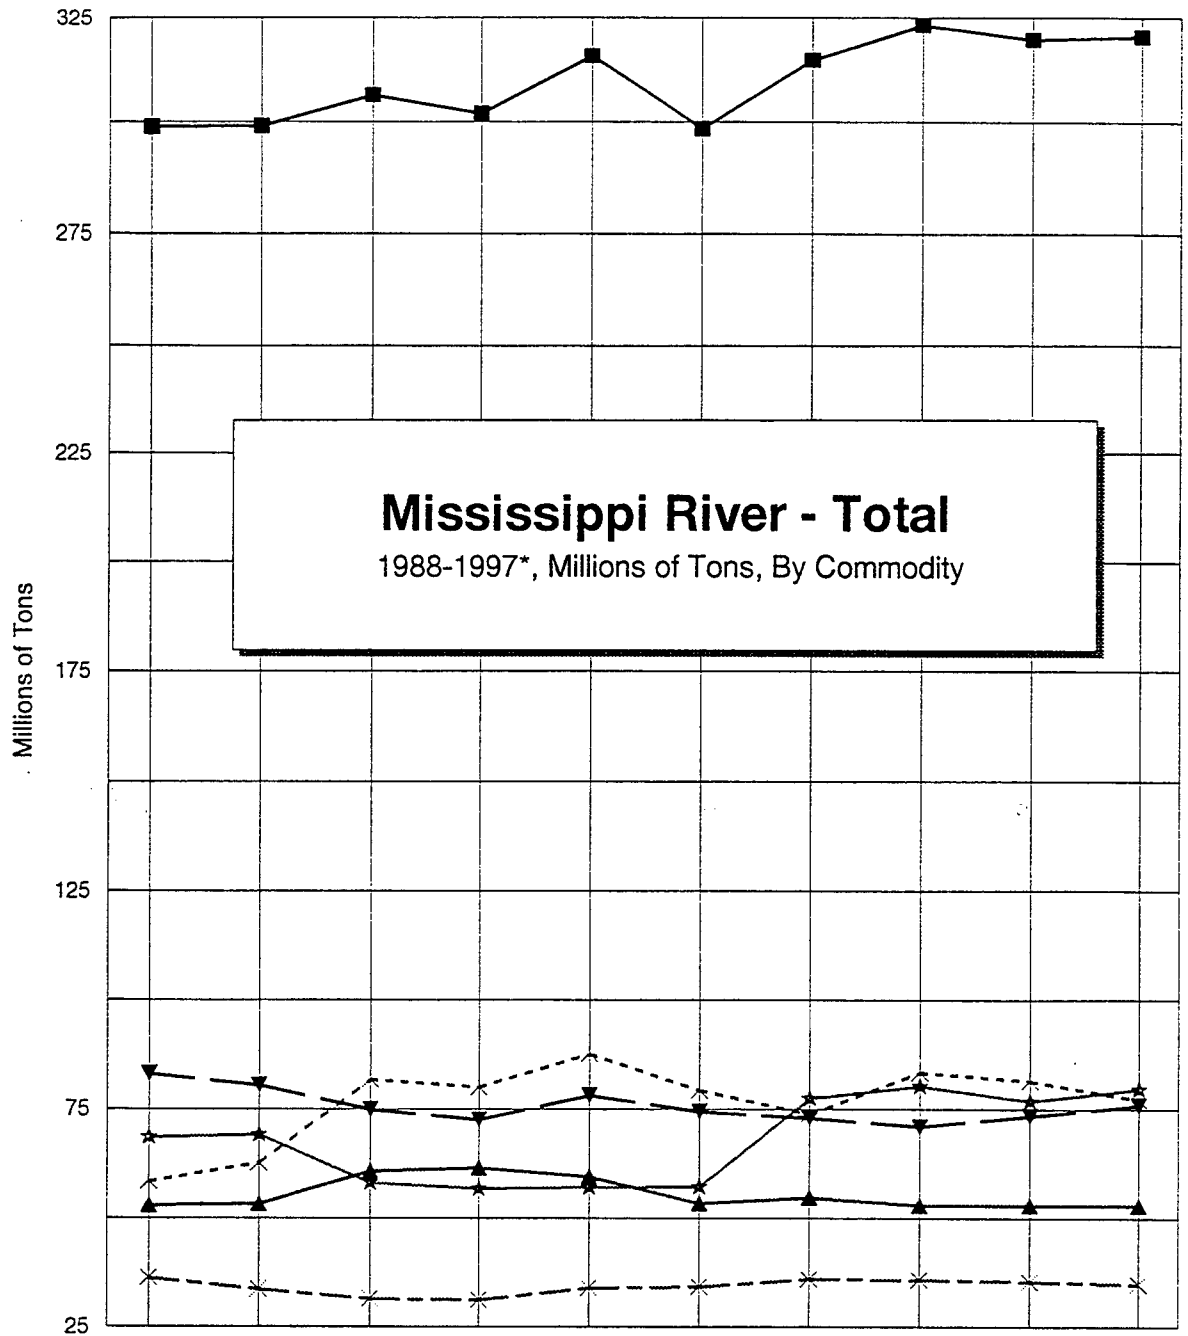 325
275
225
175
125
75
25
Millions of Tons
Mississippi River - Total
1988-1997*, Millions of Tons, By Commodity